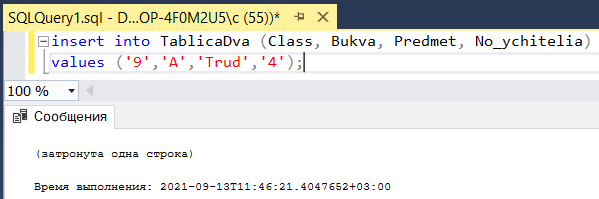 SQLQuery1.sql - D...OP-4F0M2U5\c (55))*
insert into TablicaDva (Class, Bukva, Predmet, No_ychitelia)
values ('9','A','Trud','4');
100 %
Сообщения
(затронута одна строка)
Время выполнения: 2021-09-13T11:46:21.4047652+03:00